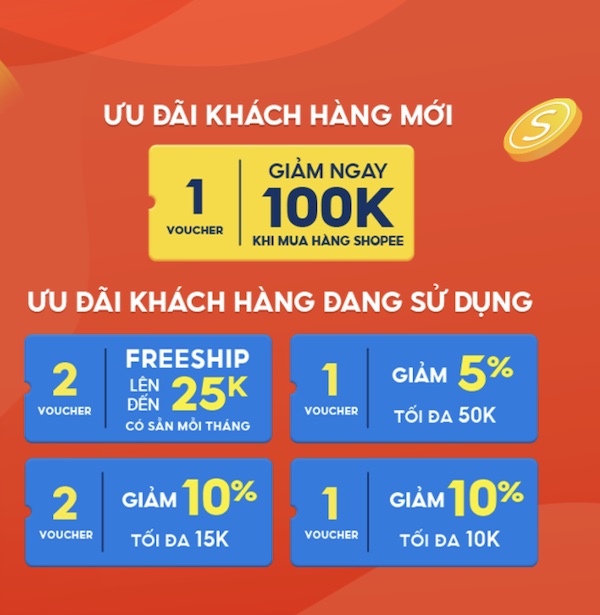 ƯU ĐÃI KHÁCH HÀNG MỚI
S
1
VOUCHER
GIẢM NGAY
100K
KHI MUA HÀNG SHOPEE
ƯU ĐÃI KHÁCH HÀNG ĐANG SỬ DỤNG
2
VOUCHER
FREESHIP
LÊN ĐẾN 25K
CÓ SẴN MỖI THÁNG
1
VOUCHER
GIẢM 5%
TỐI ĐA 50K
2
VOUCHER
GIẢM 10%
TỐI ĐA 15K
1
VOUCHER
GIẢM 10%
TỐI ĐA 10K